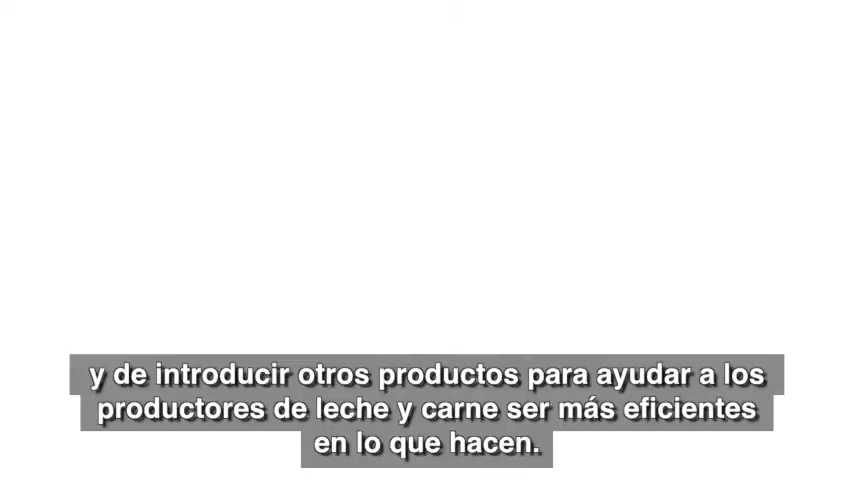 y de introducir otros productos para ayudar a los
productores de leche y carne ser más eficientes
en lo que hacen.